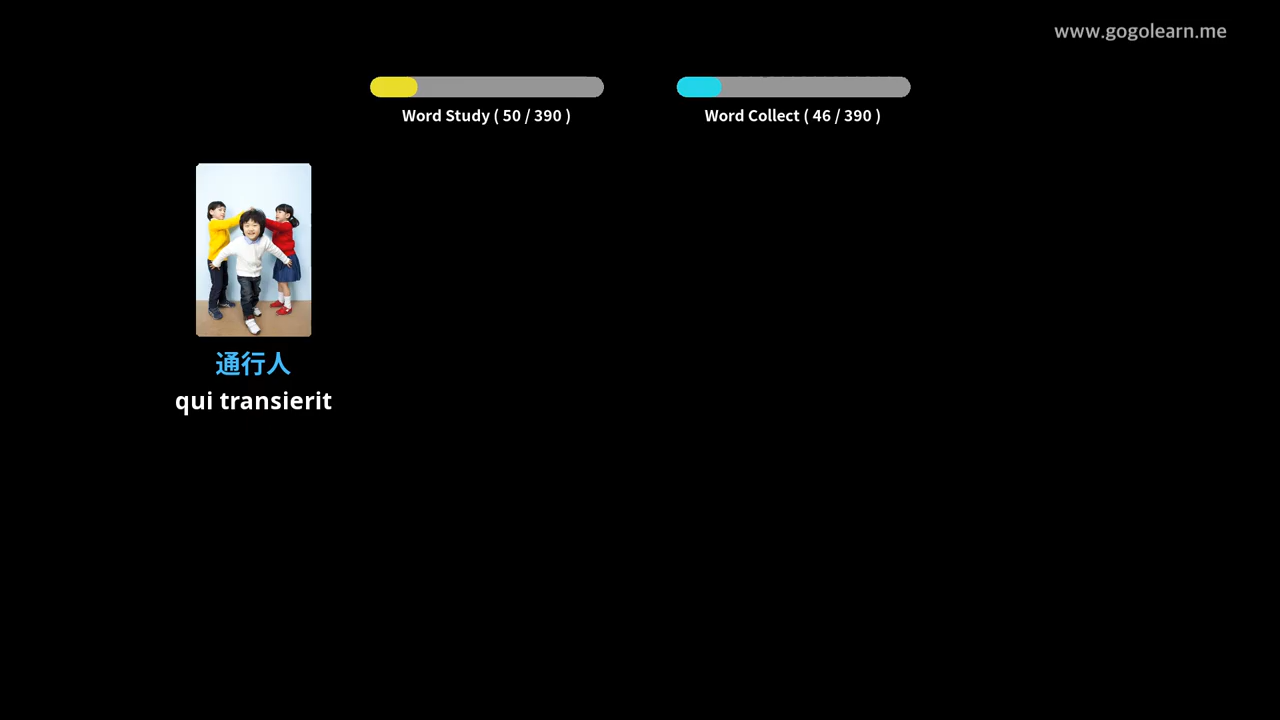 www.gogolearn.me
Word Study ( 50 / 390 )
Word Collect ( 46 / 390 )
通行人
qui transierit